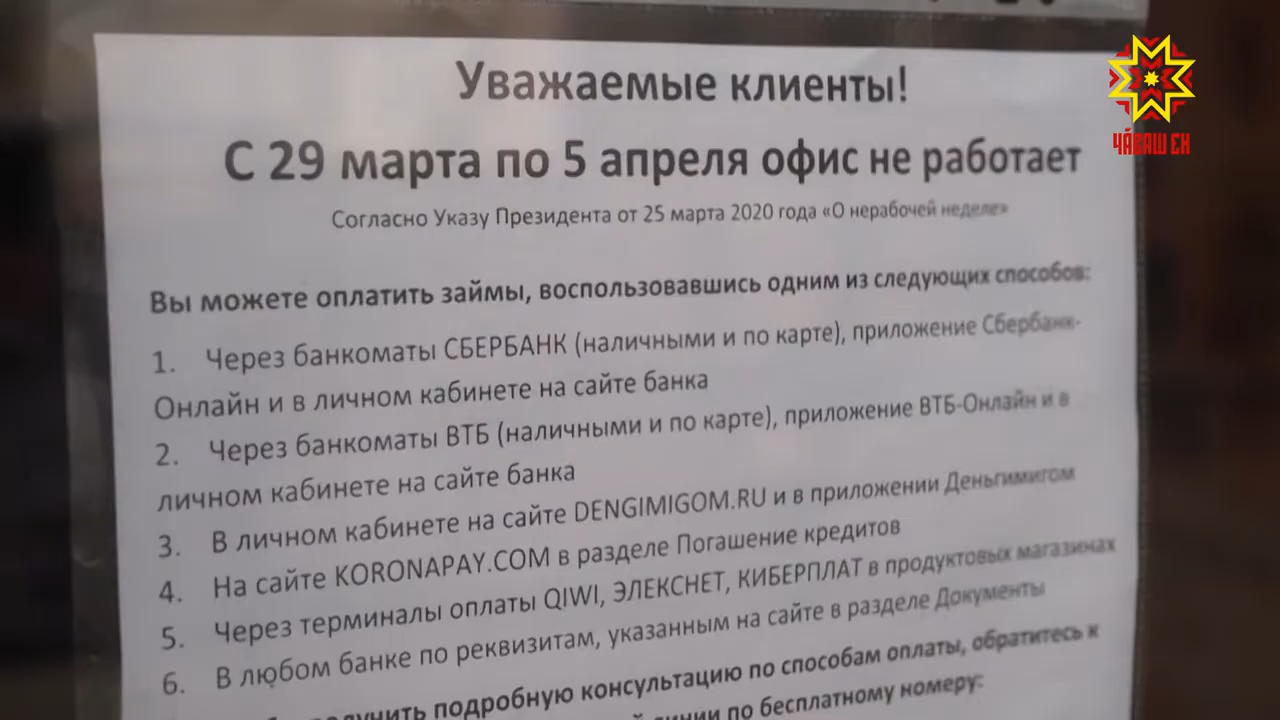 Уважаемые клиенты!
С 29 марта по 5 апреля офис не работает
Согласно Указу Президента от 25 марта 2020 года «О нерабочей неделе»
Вы можете оплатить займы, воспользовавшись одним из следующих способов:
1. Через банкоматы СБЕРБАНК (наличными и по карте), приложение Сбербанк-
Онлайн и в личном кабинете на сайте банка
2. Через банкоматы ВТБ (наличными и по карте), приложение ВТБ-Онлайн и в
личном кабинете на сайте банка
3. В личном кабинете на сайте DENGIMIGOM.RU и в приложении Деньгимигом
4. На сайте KORONAPAY.COM в разделе Погашение кредитов
5. Через терминалы оплаты QIWI, ЭЛЕКСНЕТ, КИБЕРПЛАТ в продуктовых магазинах
6. В любом банке по реквизитам, указанным на сайте в разделе Документы
подробную консультацию по способам оплаты, обратитесь к
по бесплатному номеру:
ЧӐВАШ ЕН